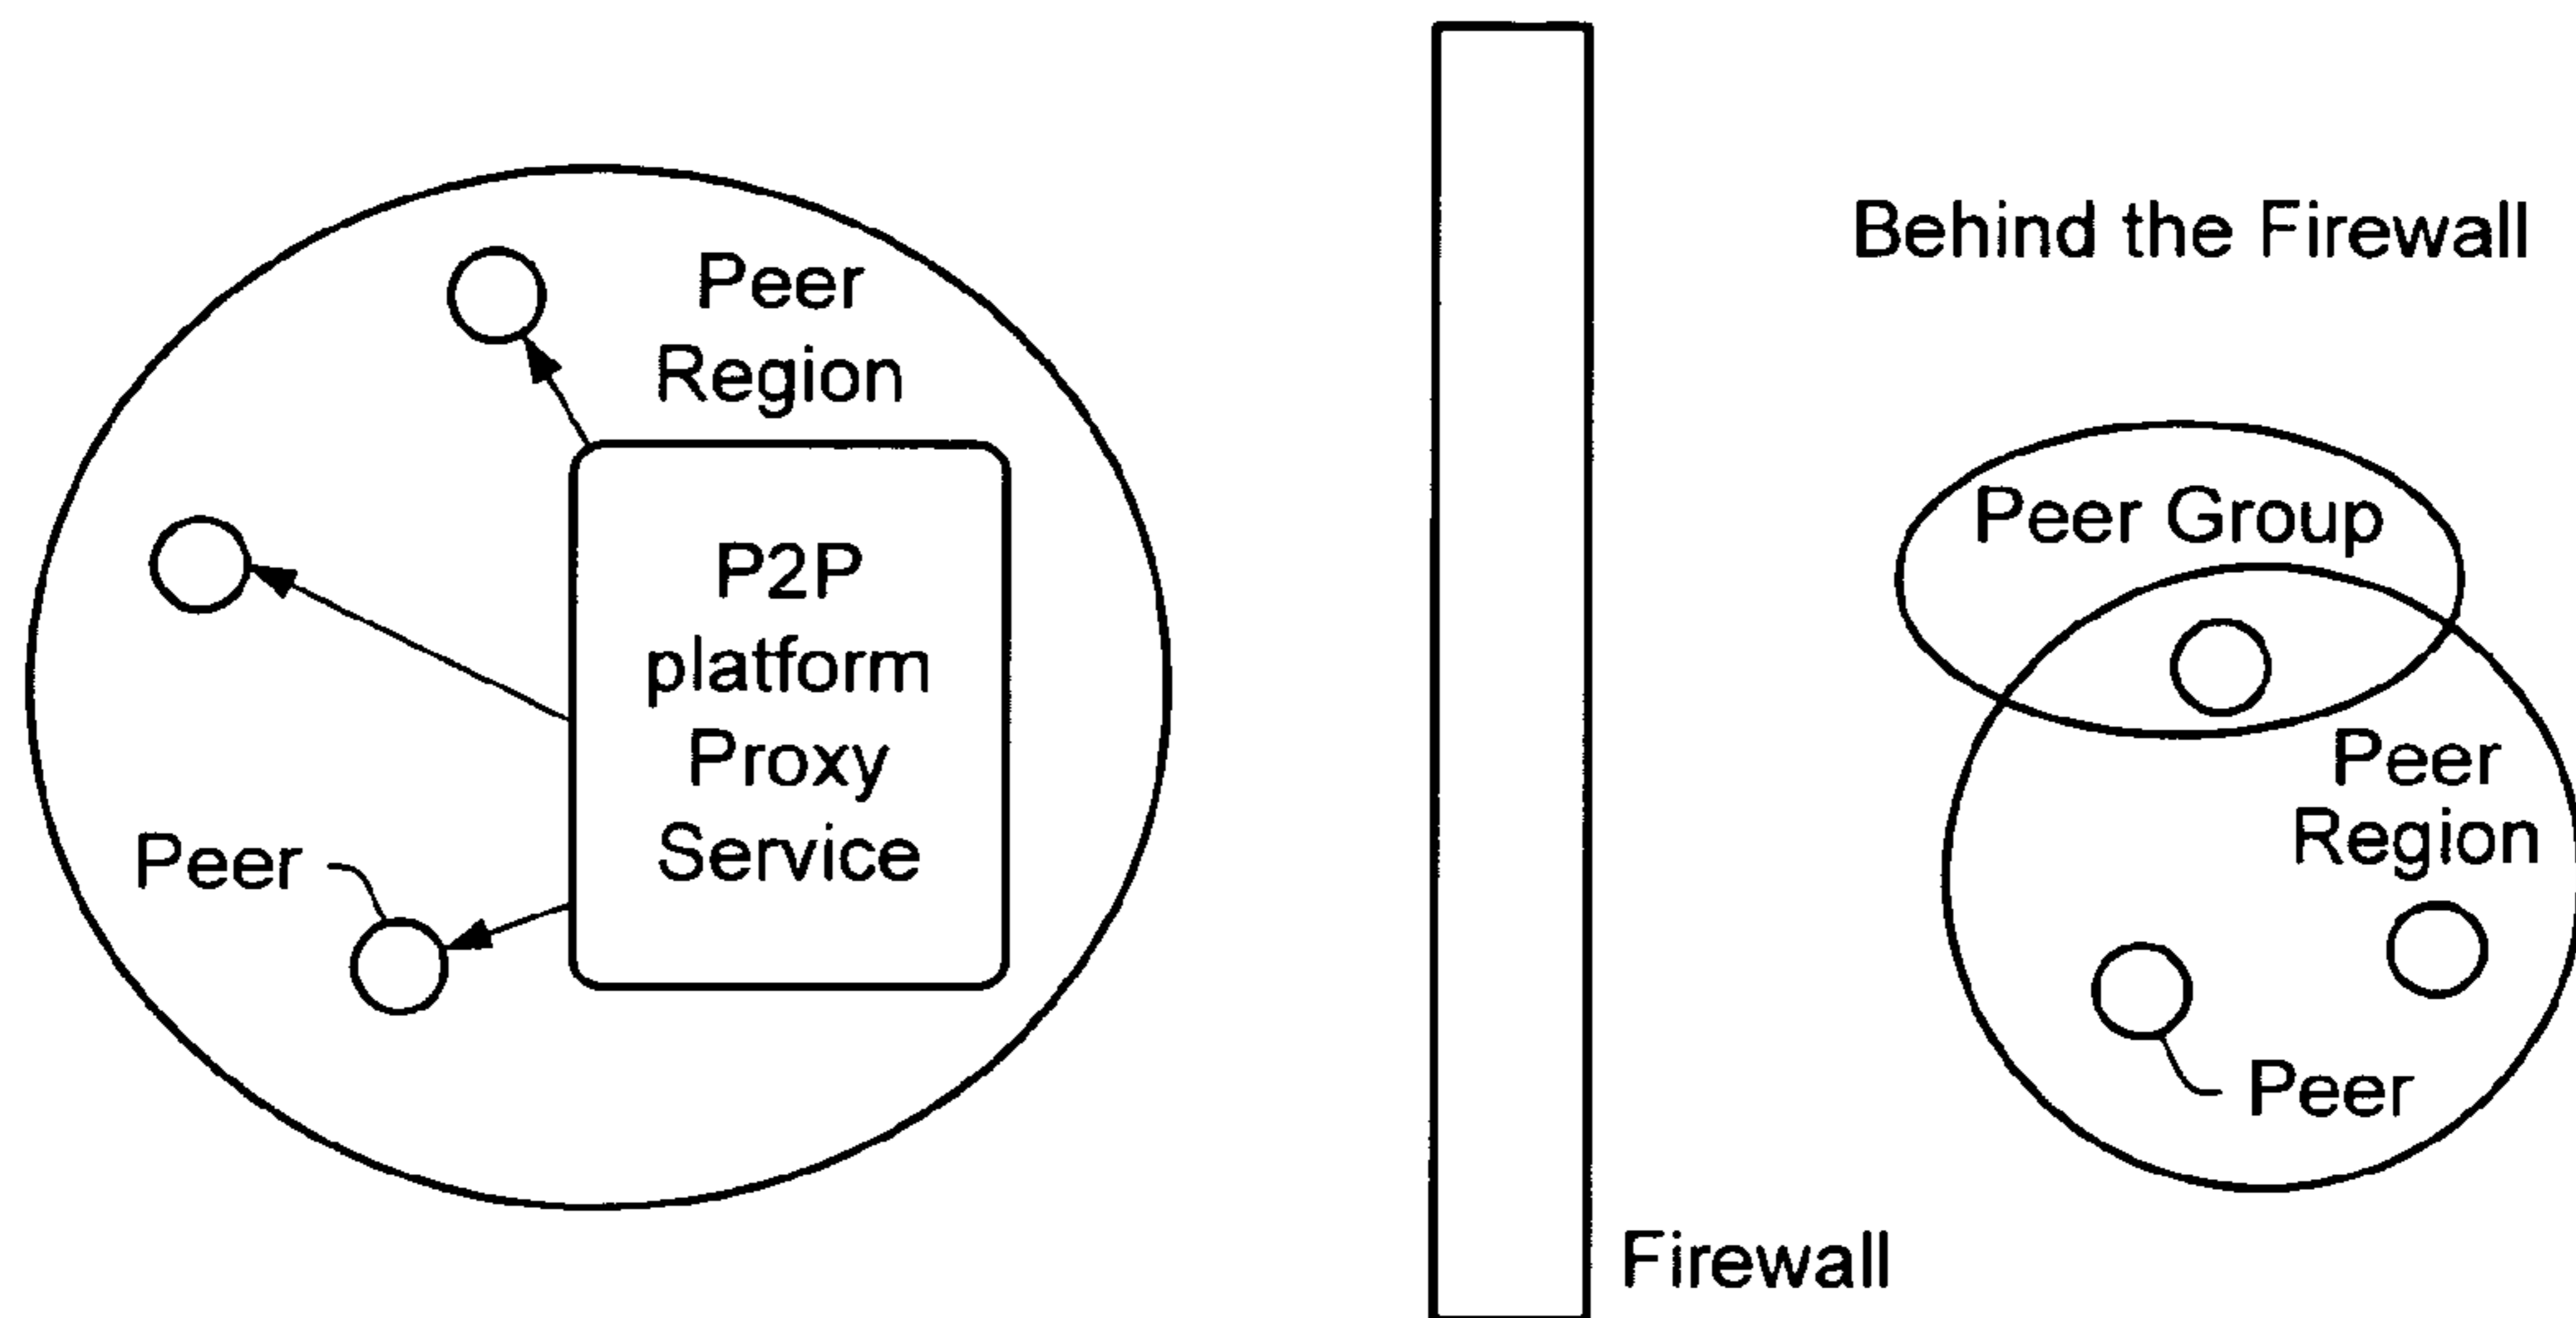 Peer
Region
P2P
platform
Proxy
Service
Peer
Firewall
Behind the Firewall
Peer Group
Peer
Region
Peer